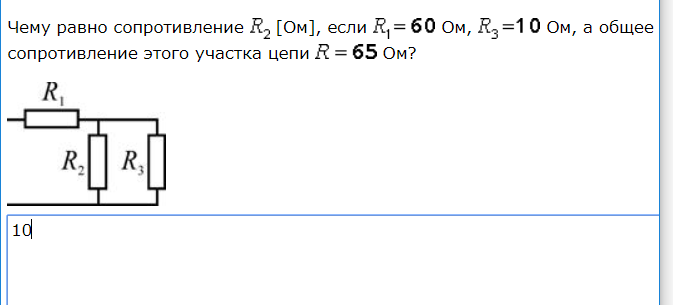 Чему равно сопротивление R₂ [Ом], если R₁= 60 Ом, R₃=10 Ом, а общее
сопротивление этого участка цепи R = 65 Ом?
R₁
R₂ R₃
10